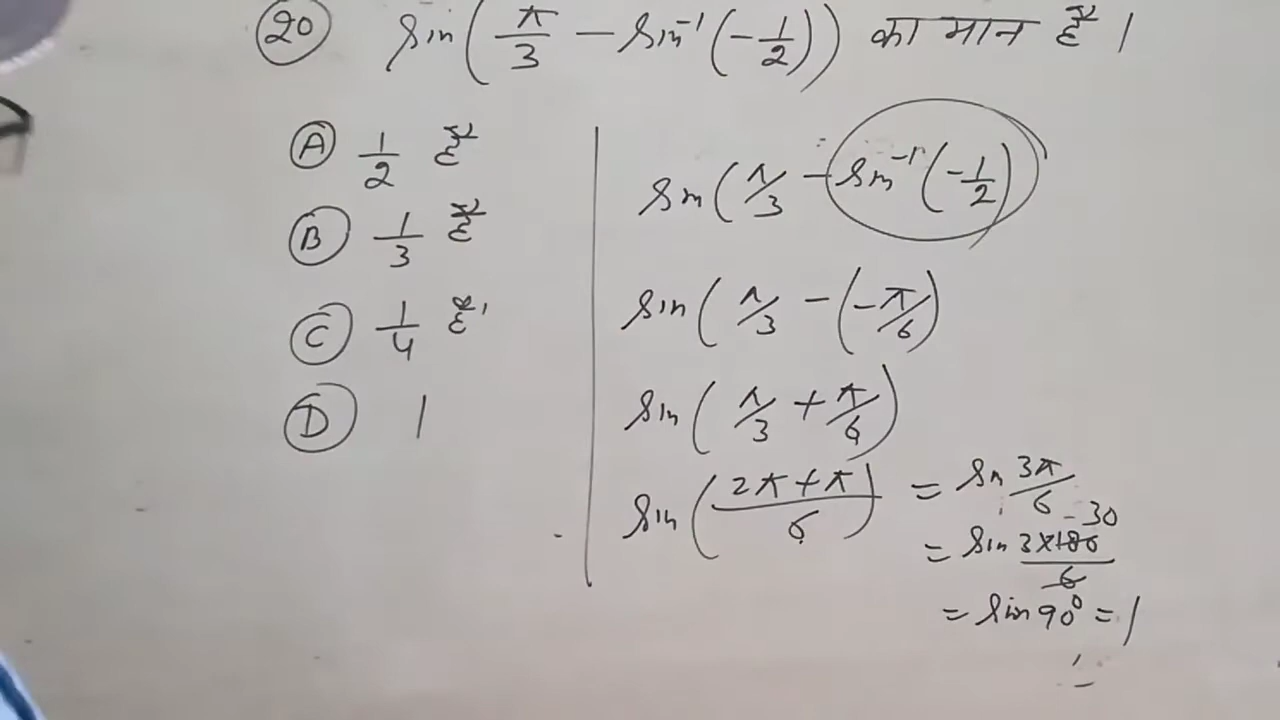 20 sin(π/3 - sin⁻¹(-1/2)) का मान है।
A 1/2 है
B 1/3 है
C 1/4 है'
D 1
sin(π/3 - sin⁻¹(-1/2)
sin(π/3 - (-π/6)
sin(π/3 + π/6)
sin((2π+π)/6) = sin 3π/6
= sin 3×180/6 30
= sin 90° = 1